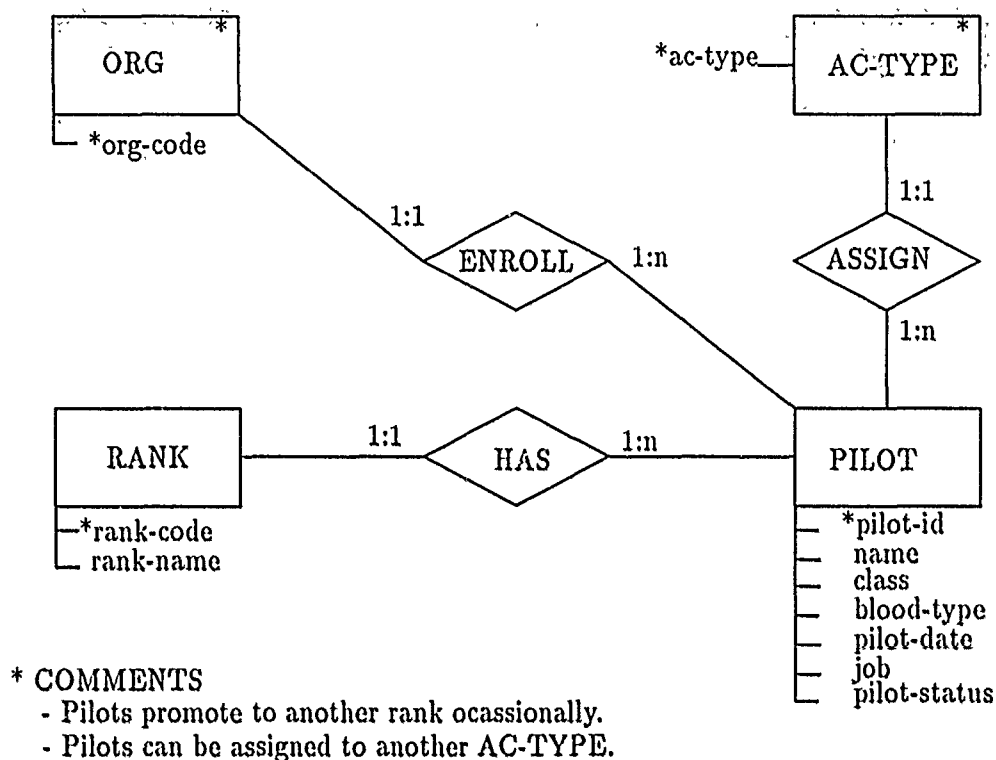 *
ORG
*org-code
*
*ac-type
AC-TYPE
1:1
ENROLL
1:n
1:1
ASSIGN
1:n
RANK
*rank-code
rank-name
1:1
HAS
1:n
PILOT
*pilot-id
name
class
blood-type
pilot-date
job
pilot-status
* COMMENTS
- Pilots promote to another rank ocassionally.
- Pilots can be assigned to another AC-TYPE.